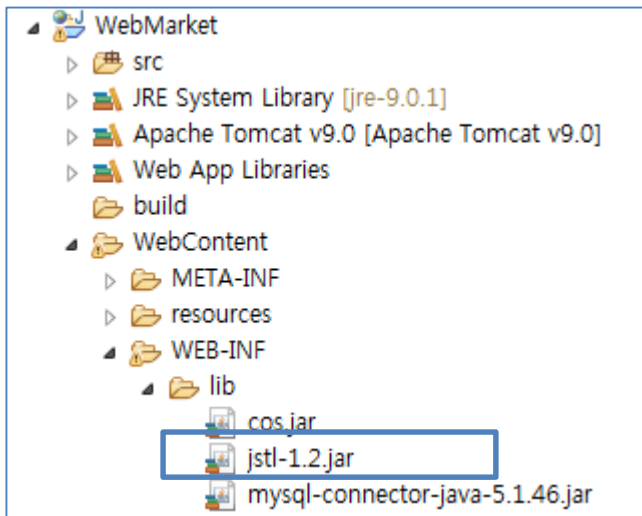 WebMarket
src
JRE System Library [jre-9.0.1]
Apache Tomcat v9.0 [Apache Tomcat v9.0]
Web App Libraries
build
WebContent
META-INF
resources
WEB-INF
lib
cos.jar
jstl-1.2.jar
mysql-connector-java-5.1.46.jar